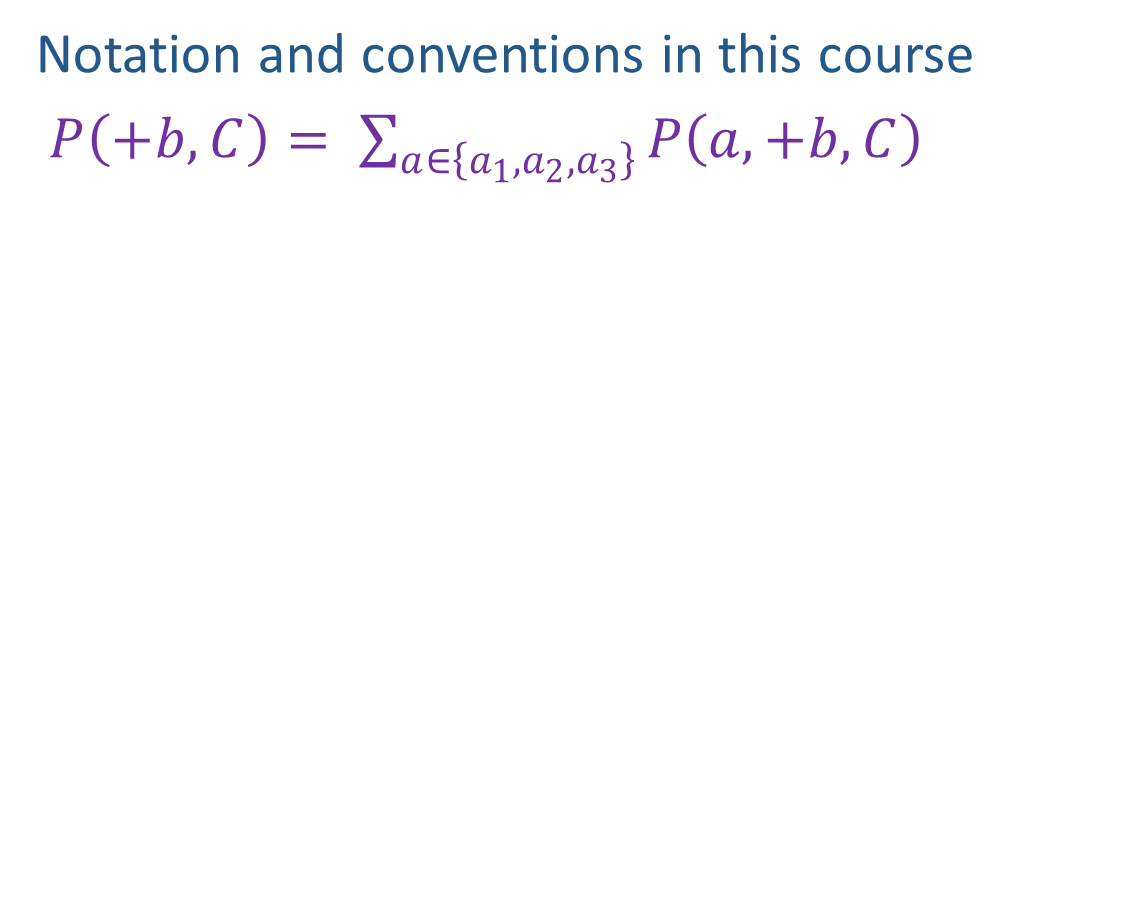 Notation and conventions in this course
P(+b, C) = ∑a∈{a1,a2,a3} P(a, +b, C)